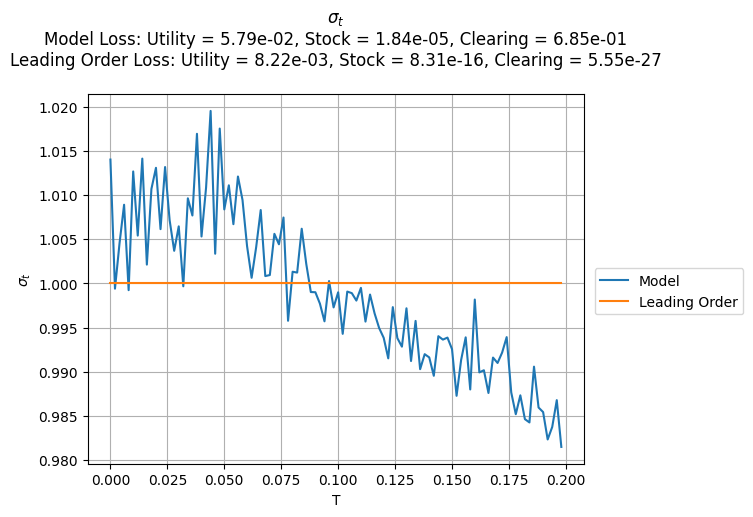 σt
Model Loss: Utility = 5.79e-02, Stock = 1.84e-05, Clearing = 6.85e-01
Leading Order Loss: Utility = 8.22e-03, Stock = 8.31e-16, Clearing = 5.55e-27
1.020
1.015
1.010
1.005
1.000
0.995
0.990
0.985
0.980
σt
0.000 0.025 0.050 0.075 0.100 0.125 0.150 0.175 0.200
T
Model
Leading Order